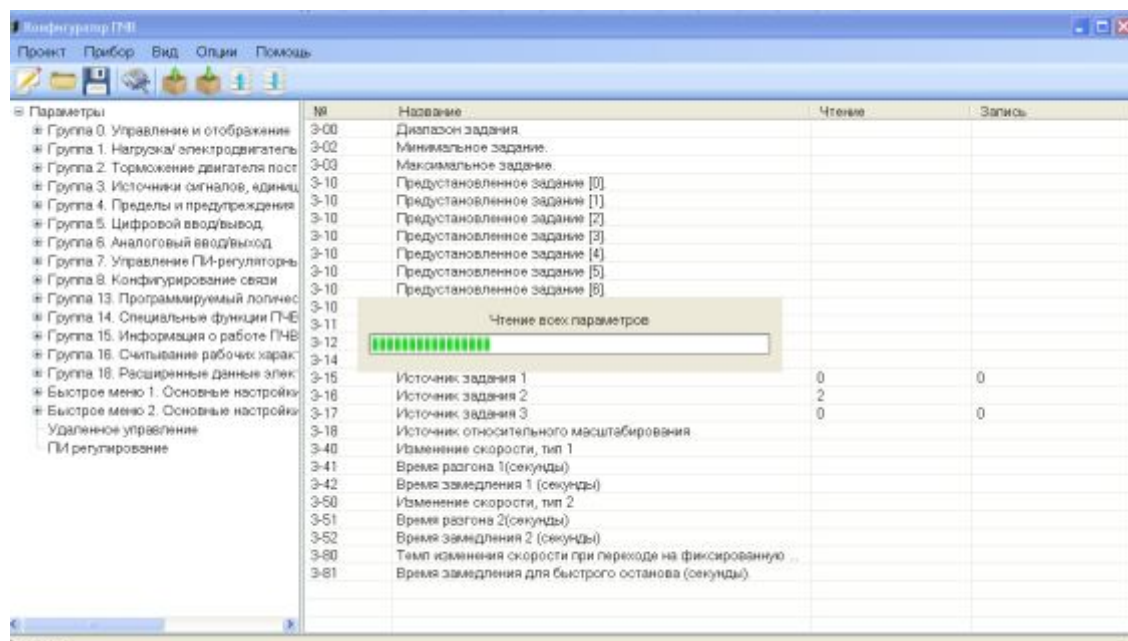 Конфигуратор ПЧВ
Проект Прибор Вид Опции Помощь
Параметры
Группа 0. Управление и отображение
Группа 1. Нагрузка/ электродвигатель
Группа 2. Торможение двигателя пост
Группа 3. Источники сигналов, единиц
Группа 4. Пределы и предупреждения
Группа 5. Цифровой ввод/вывод
Группа 6. Аналоговый ввод/выход
Группа 7. Управление ПИ-регуляторнь
Группа 8. Конфигурирование связи
Группа 13. Программируемый логичес
Группа 14. Специальные функции ПЧВ
Группа 15. Информация о работе ПЧВ
Группа 16. Считывание рабочих характ
Группа 18. Расширенные данные элек
Быстрое меню 1. Основные настройки
Быстрое меню 2. Основные настройки
Удаленное управление
ПИ регулирование
№ Название Чтение Запись
3-00 Диапазон задания.
3-02 Минимальное задание.
3-03 Максимальное задание.
3-10 Предустановленное задание [0].
3-10 Предустановленное задание [1].
3-10 Предустановленное задание [2].
3-10 Предустановленное задание [3].
3-10 Предустановленное задание [4].
3-10 Предустановленное задание [5].
3-10 Предустановленное задание [6].
3-10
3-11
3-12
3-14
Чтение всех параметров
3-15 Источник задания 1 0 0
3-16 Источник задания 2 2
3-17 Источник задания 3 0 0
3-18 Источник относительного масштабирования
3-40 Изменение скорости, тип 1
3-41 Время разгона 1(секунды)
3-42 Время замедления 1 (секунды)
3-50 Изменение скорости, тип 2
3-51 Время разгона 2(секунды)
3-52 Время замедления 2 (секунды)
3-80 Темп изменения скорости при переходе на фиксированную ...
3-81 Время замедления для быстрого останова (секунды).